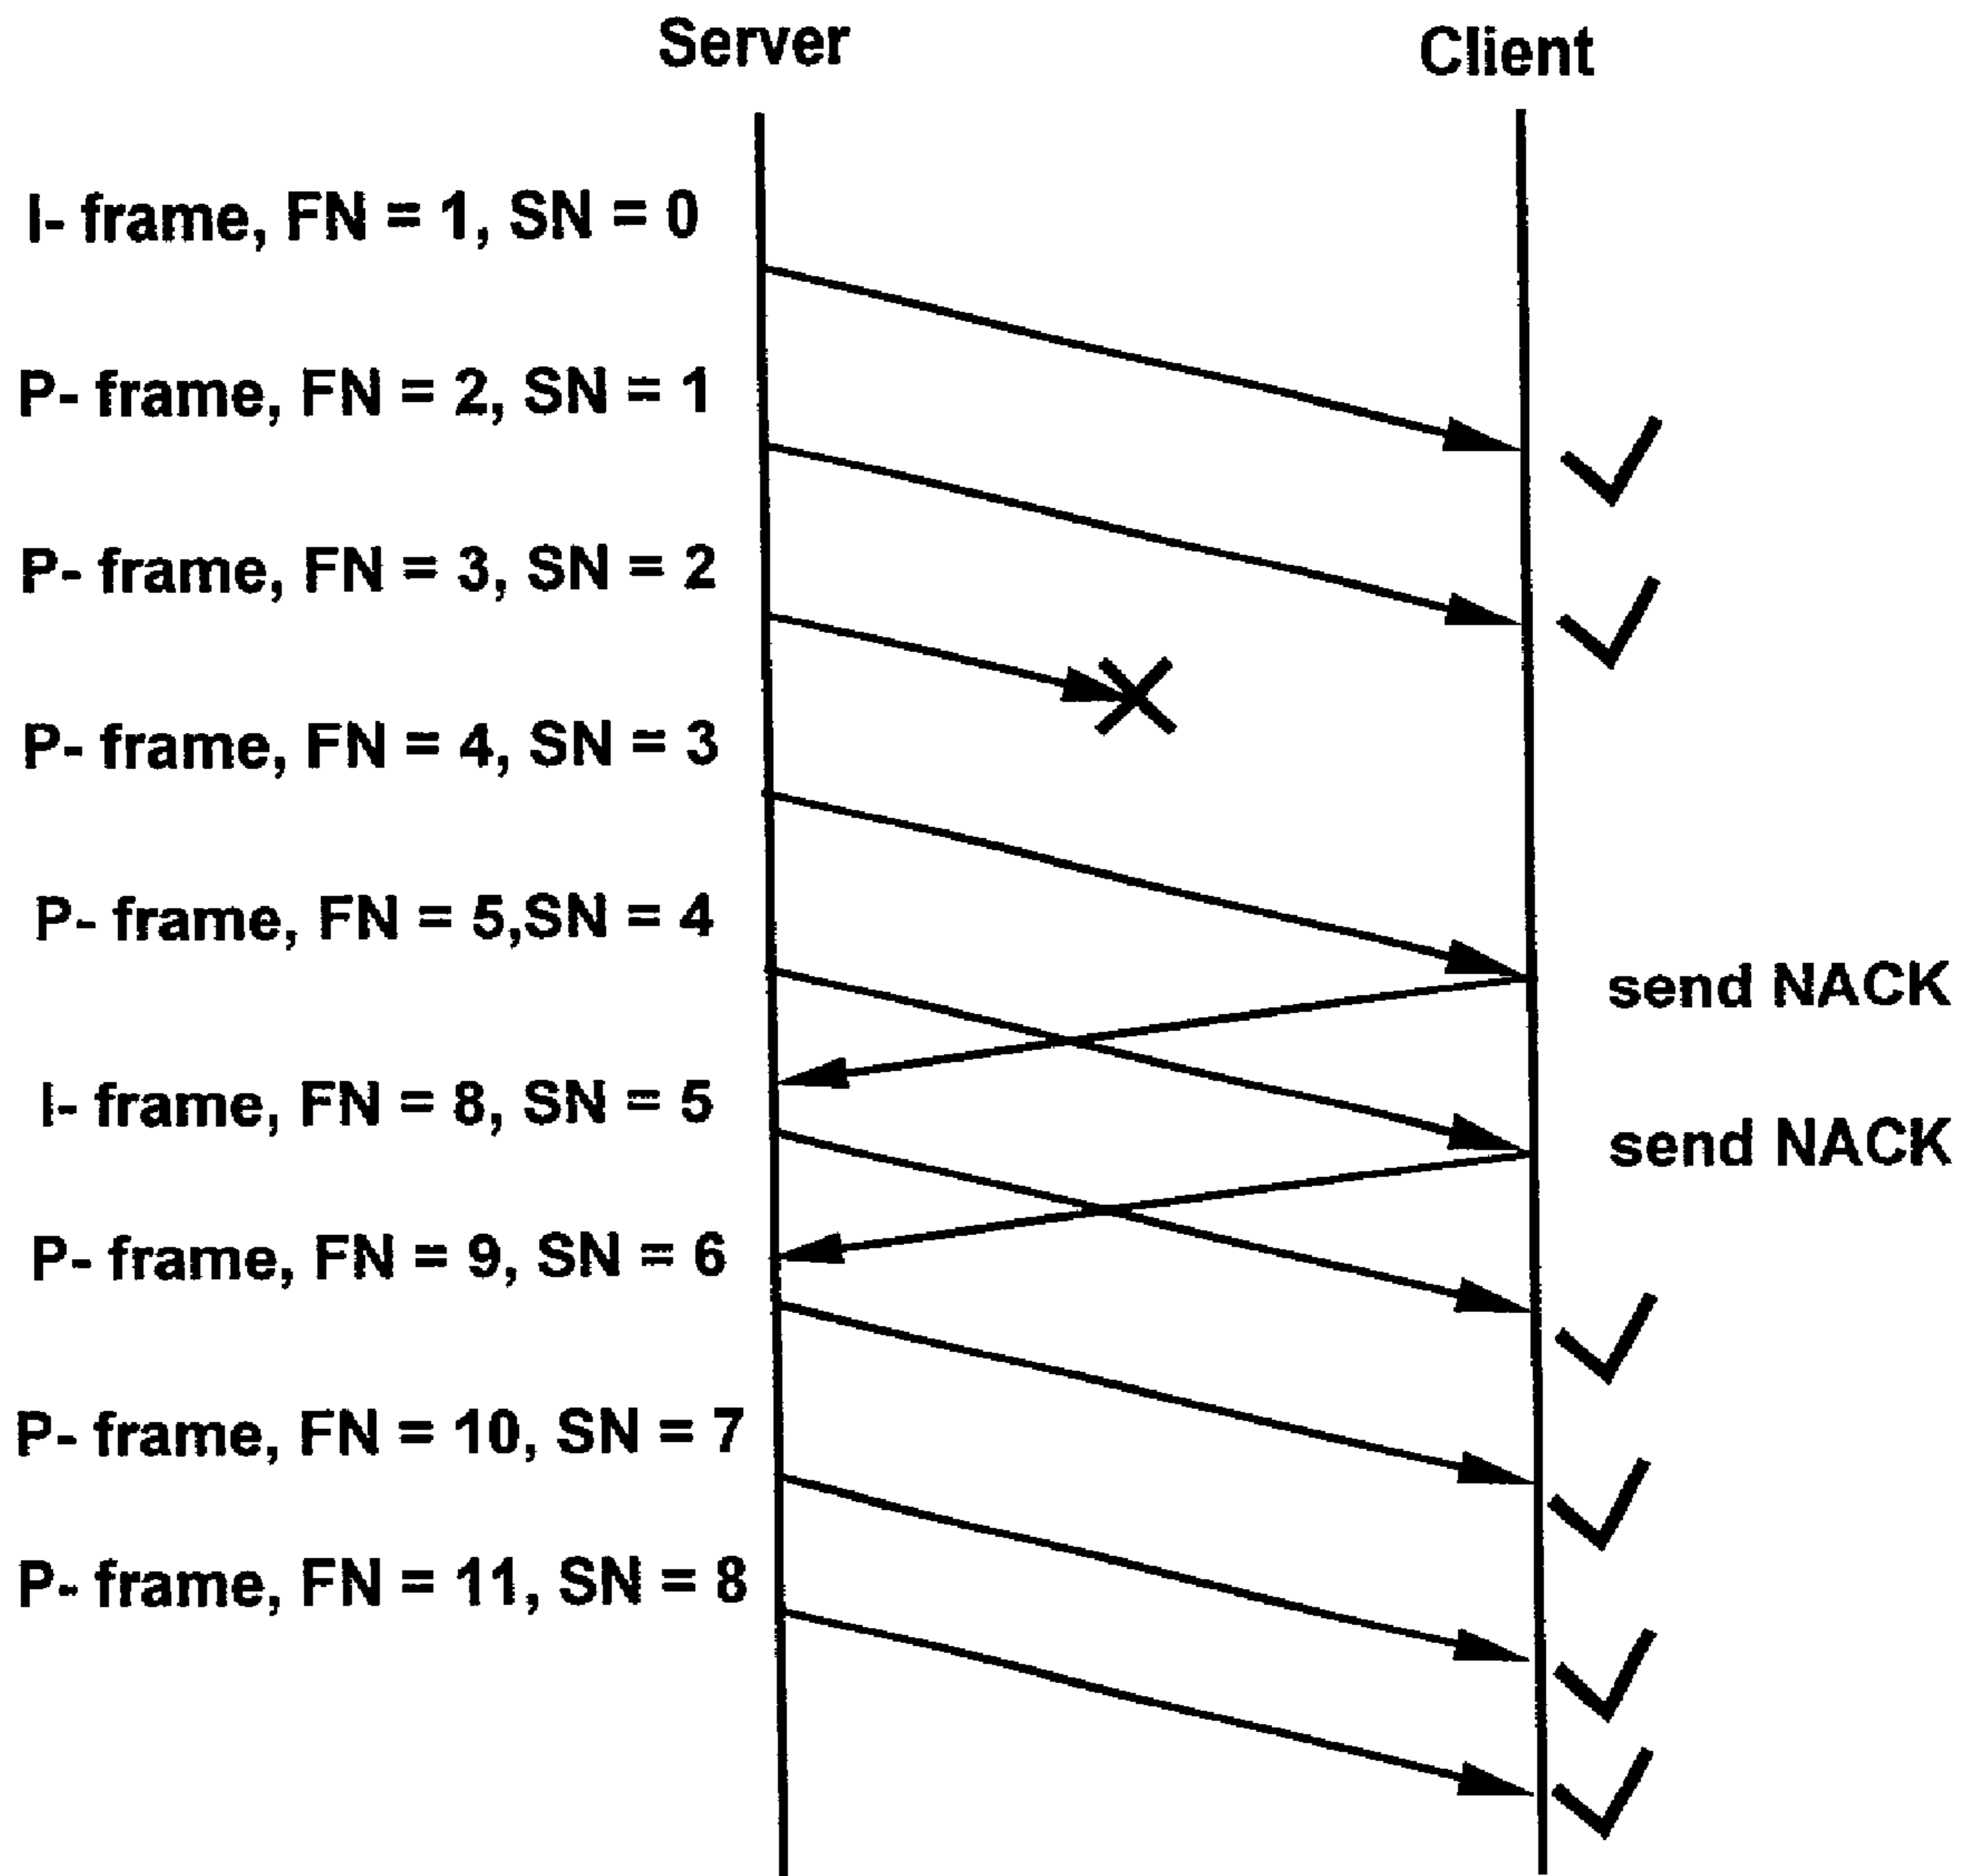 Server
Client
I- frame, FN = 1, SN = 0
P- frame, FN = 2, SN = 1
P- frame, FN = 3, SN = 2
P- frame, FN = 4, SN = 3
P- frame, FN = 5,SN = 4
send NACK
I- frame, FN = 8, SN = 5
send NACK
P- frame, FN = 9, SN = 6
P- frame, FN = 10, SN = 7
P- frame, FN = 11, SN = 8